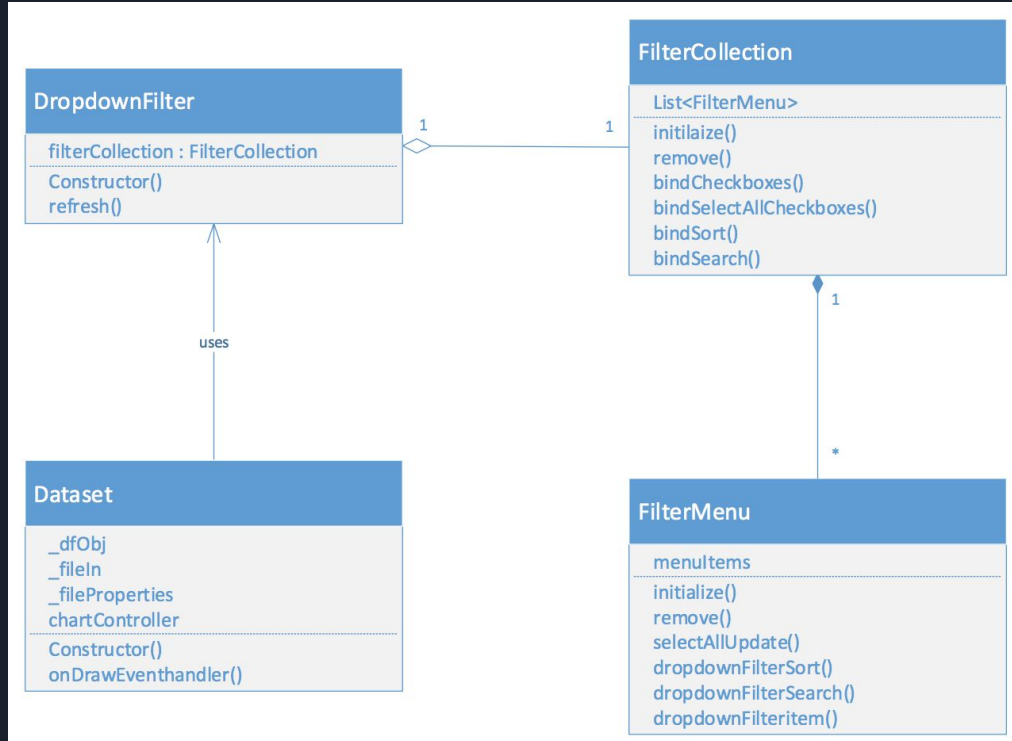 DropdownFilter
filterCollection : FilterCollection
Constructor()
refresh()
1
1
FilterCollection
List<FilterMenu>
initilaize()
remove()
bindCheckboxes()
bindSelectAllCheckboxes()
bindSort()
bindSearch()
1
*
uses
Dataset
_dfObj
_fileIn
_fileProperties
chartController
Constructor()
onDrawEventhandler()
FilterMenu
menuItems
initialize()
remove()
selectAllUpdate()
dropdownFilterSort()
dropdownFilterSearch()
dropdownFilteritem()